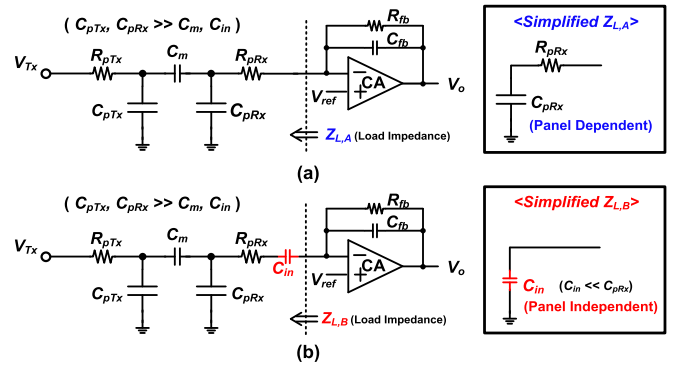 ( CpTx, CpRx >> Cm, Cin )
Rfb
Cfb
VTx
RpTx
Cm
RpRx
CpTx
CpRx
Vref
CA
Vo
ZL,A (Load Impedance)
(a)
<Simplified ZL,A>
RpRx
CpRx
(Panel Dependent)
( CpTx, CpRx >> Cm, Cin )
Rfb
Cfb
VTx
RpTx
Cm
RpRx
Cin
CpTx
CpRx
Vref
CA
Vo
ZL,B (Load Impedance)
(b)
<Simplified ZL,B>
Cin (Cin << CpRx)
(Panel Independent)